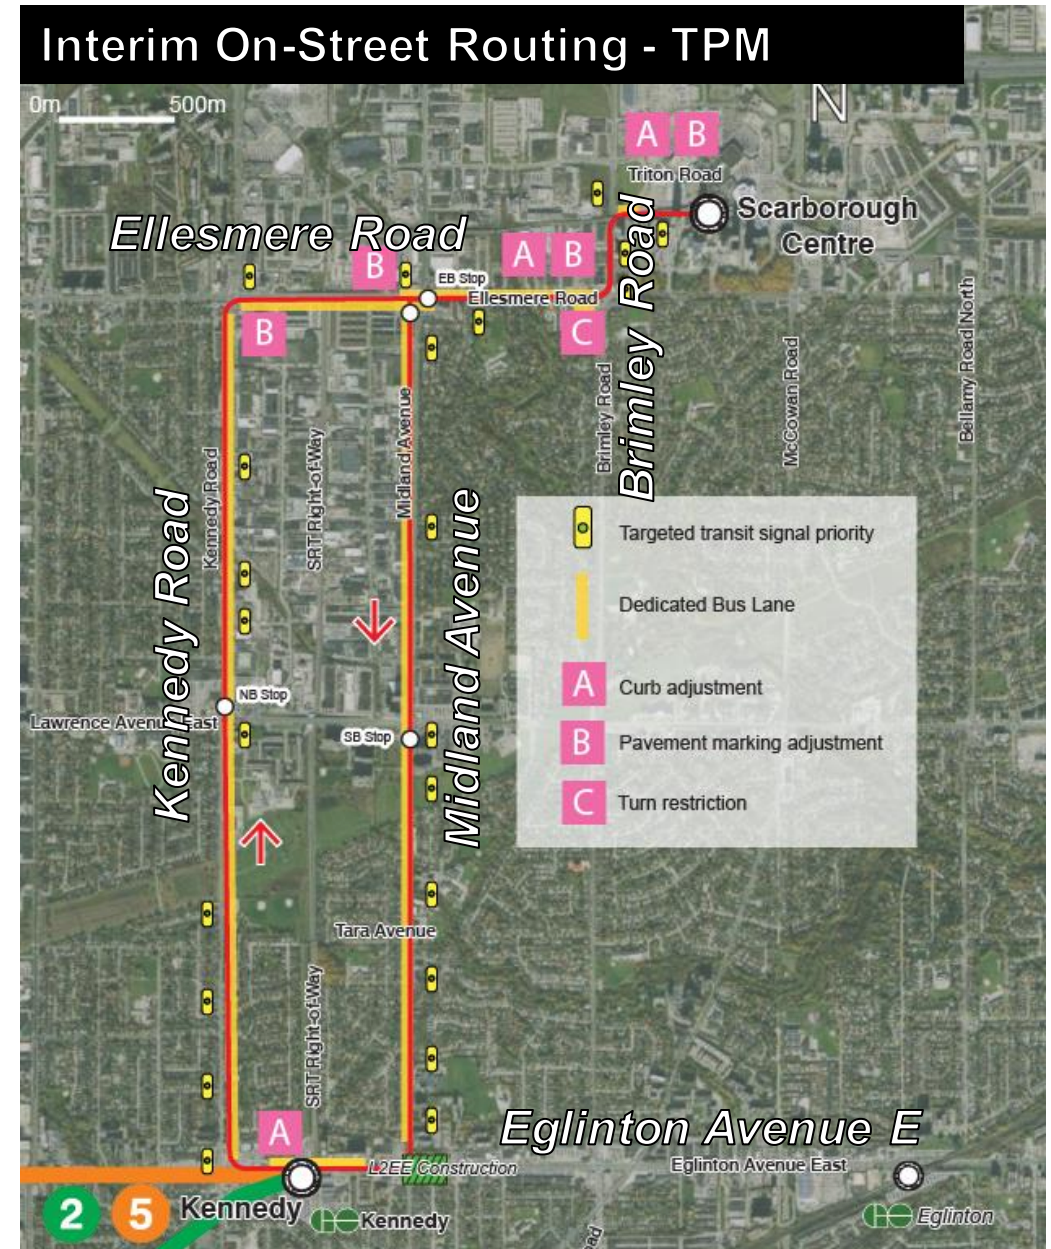 Interim On-Street Routing - TPM
0m 500m
N
A B
Triton Road
Scarborough
Centre
Ellesmere Road
B
A B
EB Stop
Ellesmere Road
B
C
Brimley Road
Brimley Road
McCowan Road
Bellamy Road North
Kennedy Road
Kennedy Road
SRT Right-of-Way
Midland Avenue
Midland Avenue
Targeted transit signal priority
Dedicated Bus Lane
A Curb adjustment
B Pavement marking adjustment
C Turn restriction
NB Stop
Lawrence Avenue East
SB Stop
Tara Avenue
SRT Right-of-Way
A
Eglinton Avenue E
L2EE Construction
Eglinton Avenue East
2 5 Kennedy
GO Kennedy
GO Eglinton